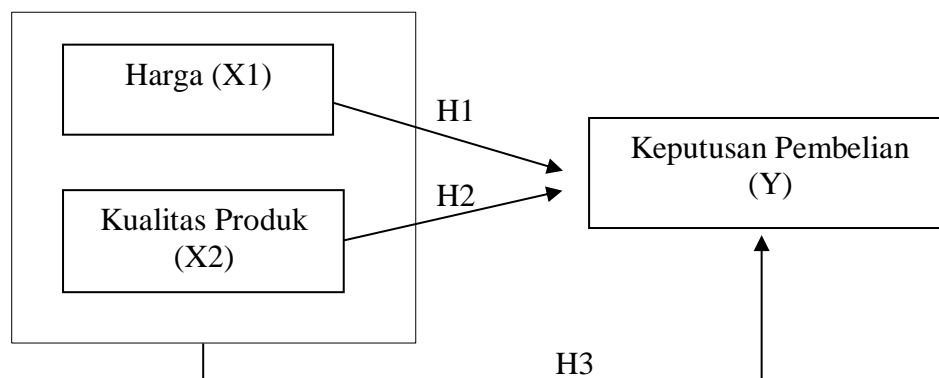 Harga (X1)
H1
Keputusan Pembelian
(Y)
Kualitas Produk
(X2)
H2
H3